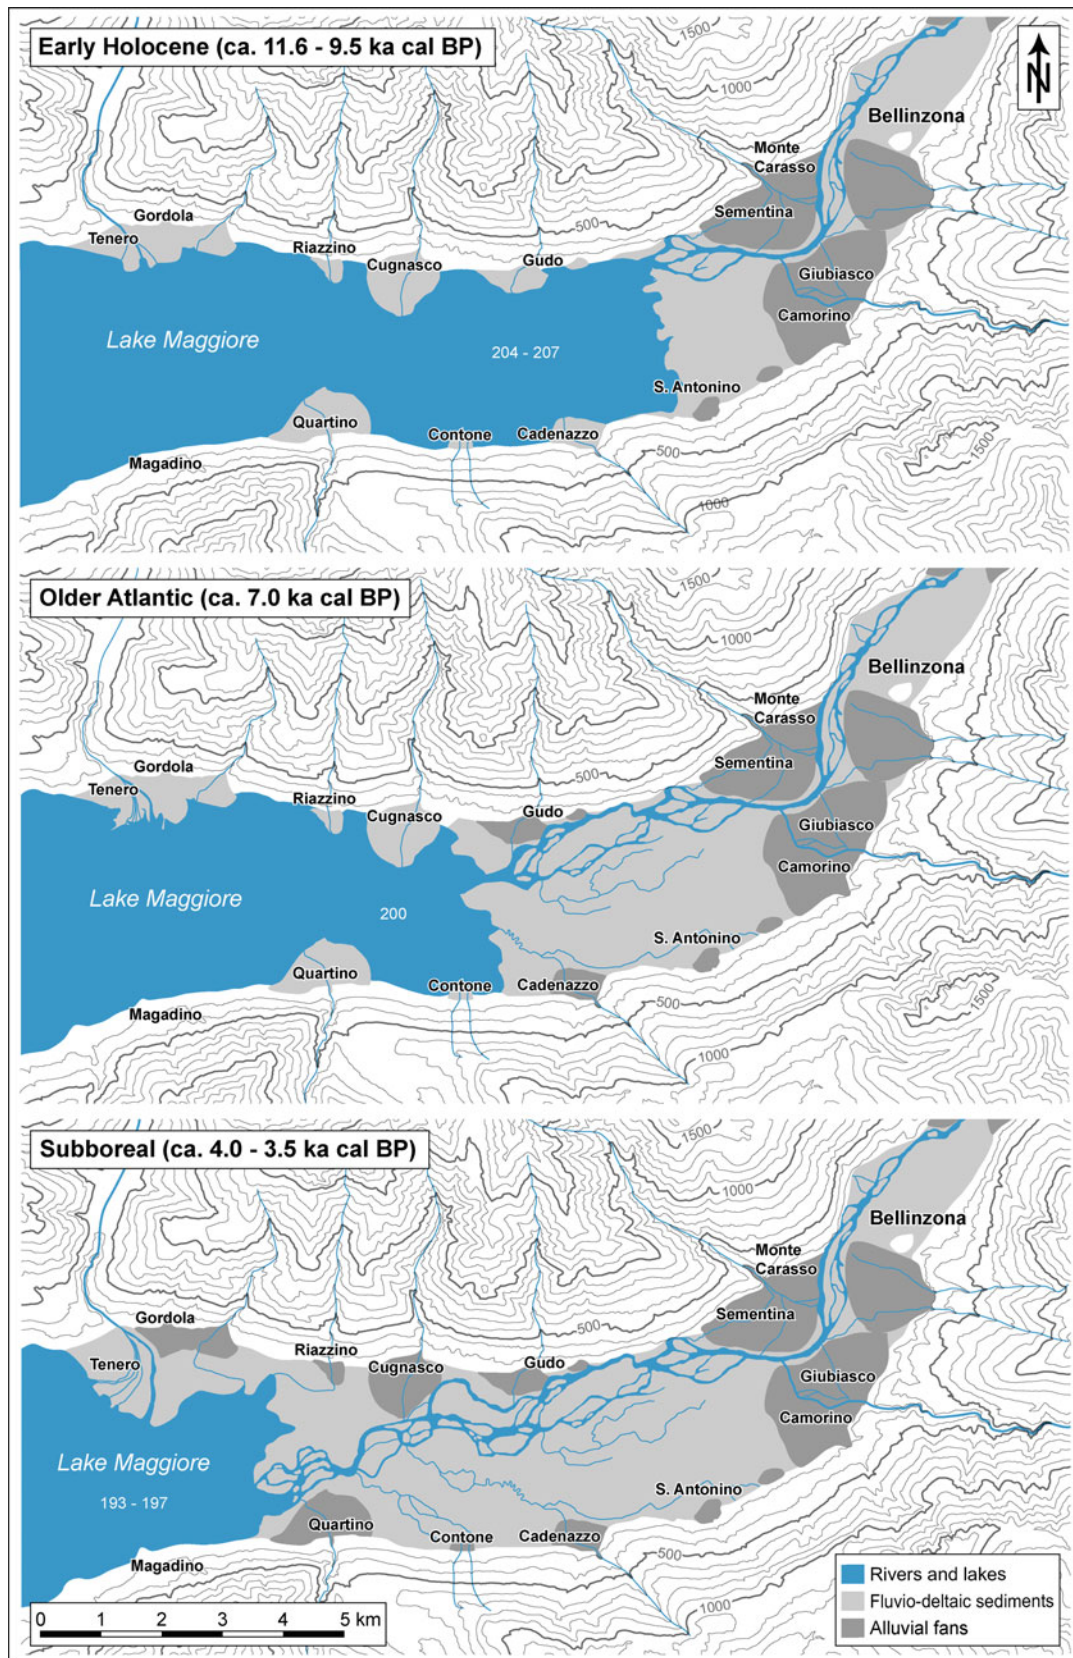 Early Holocene (ca. 11.6 - 9.5 ka cal BP)
1500
1000
N
Bellinzona
Monte
Carasso
Sementina
500
Gordola
Tenero
Riazzino
Cugnasco
Gudo
Giubiasco
Camorino
Lake Maggiore
204 - 207
S. Antonino
Quartino
Contone
Cadenazzo
Magadino
500
1000
1500
Older Atlantic (ca. 7.0 ka cal BP)
1500
1000
Bellinzona
Monte
Carasso
Sementina
500
Gordola
Tenero
Riazzino
Cugnasco
Gudo
Giubiasco
Camorino
Lake Maggiore
200
S. Antonino
Quartino
Contone
Cadenazzo
Magadino
500
1000
1500
Subboreal (ca. 4.0 - 3.5 ka cal BP)
1500
1000
Bellinzona
Monte
Carasso
Sementina
500
Gordola
Tenero
Riazzino
Cugnasco
Gudo
Giubiasco
Camorino
Lake Maggiore
193 - 197
S. Antonino
Quartino
Contone
Cadenazzo
Magadino
500
1000
0 1 2 3 4 5 km
Rivers and lakes
Fluvio-deltaic sediments
Alluvial fans